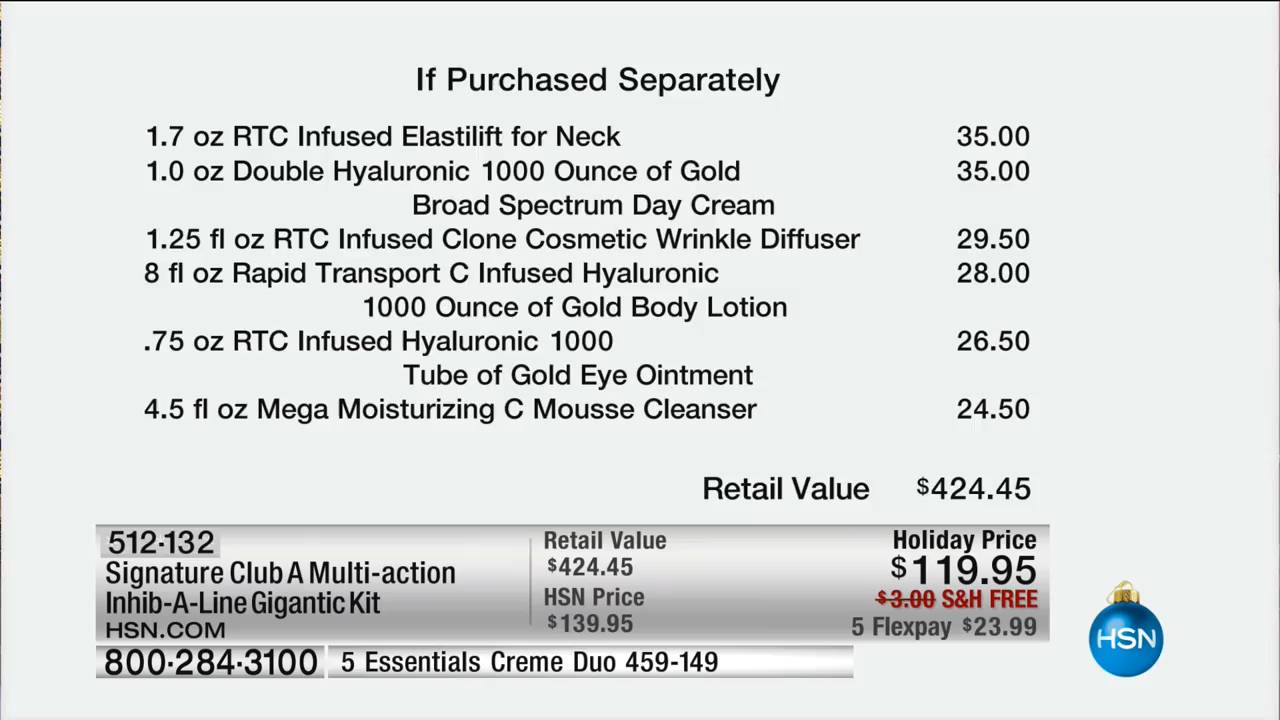 If Purchased Separately
1.7 oz RTC Infused Elastilift for Neck 35.00
1.0 oz Double Hyaluronic 1000 Ounce of Gold 35.00
Broad Spectrum Day Cream
1.25 fl oz RTC Infused Clone Cosmetic Wrinkle Diffuser 29.50
8 fl oz Rapid Transport C Infused Hyaluronic 28.00
1000 Ounce of Gold Body Lotion
.75 oz RTC Infused Hyaluronic 1000 26.50
Tube of Gold Eye Ointment
4.5 fl oz Mega Moisturizing C Mousse Cleanser 24.50
Retail Value $424.45
512-132
Signature Club A Multi-action
Inhib-A-Line Gigantic Kit
HSN.COM
Retail Value
$424.45
HSN Price
$139.95
Holiday Price
$119.95
$3.00 S&H FREE
5 Flexpay $23.99
800-284-3100
5 Essentials Creme Duo 459-149
HSN